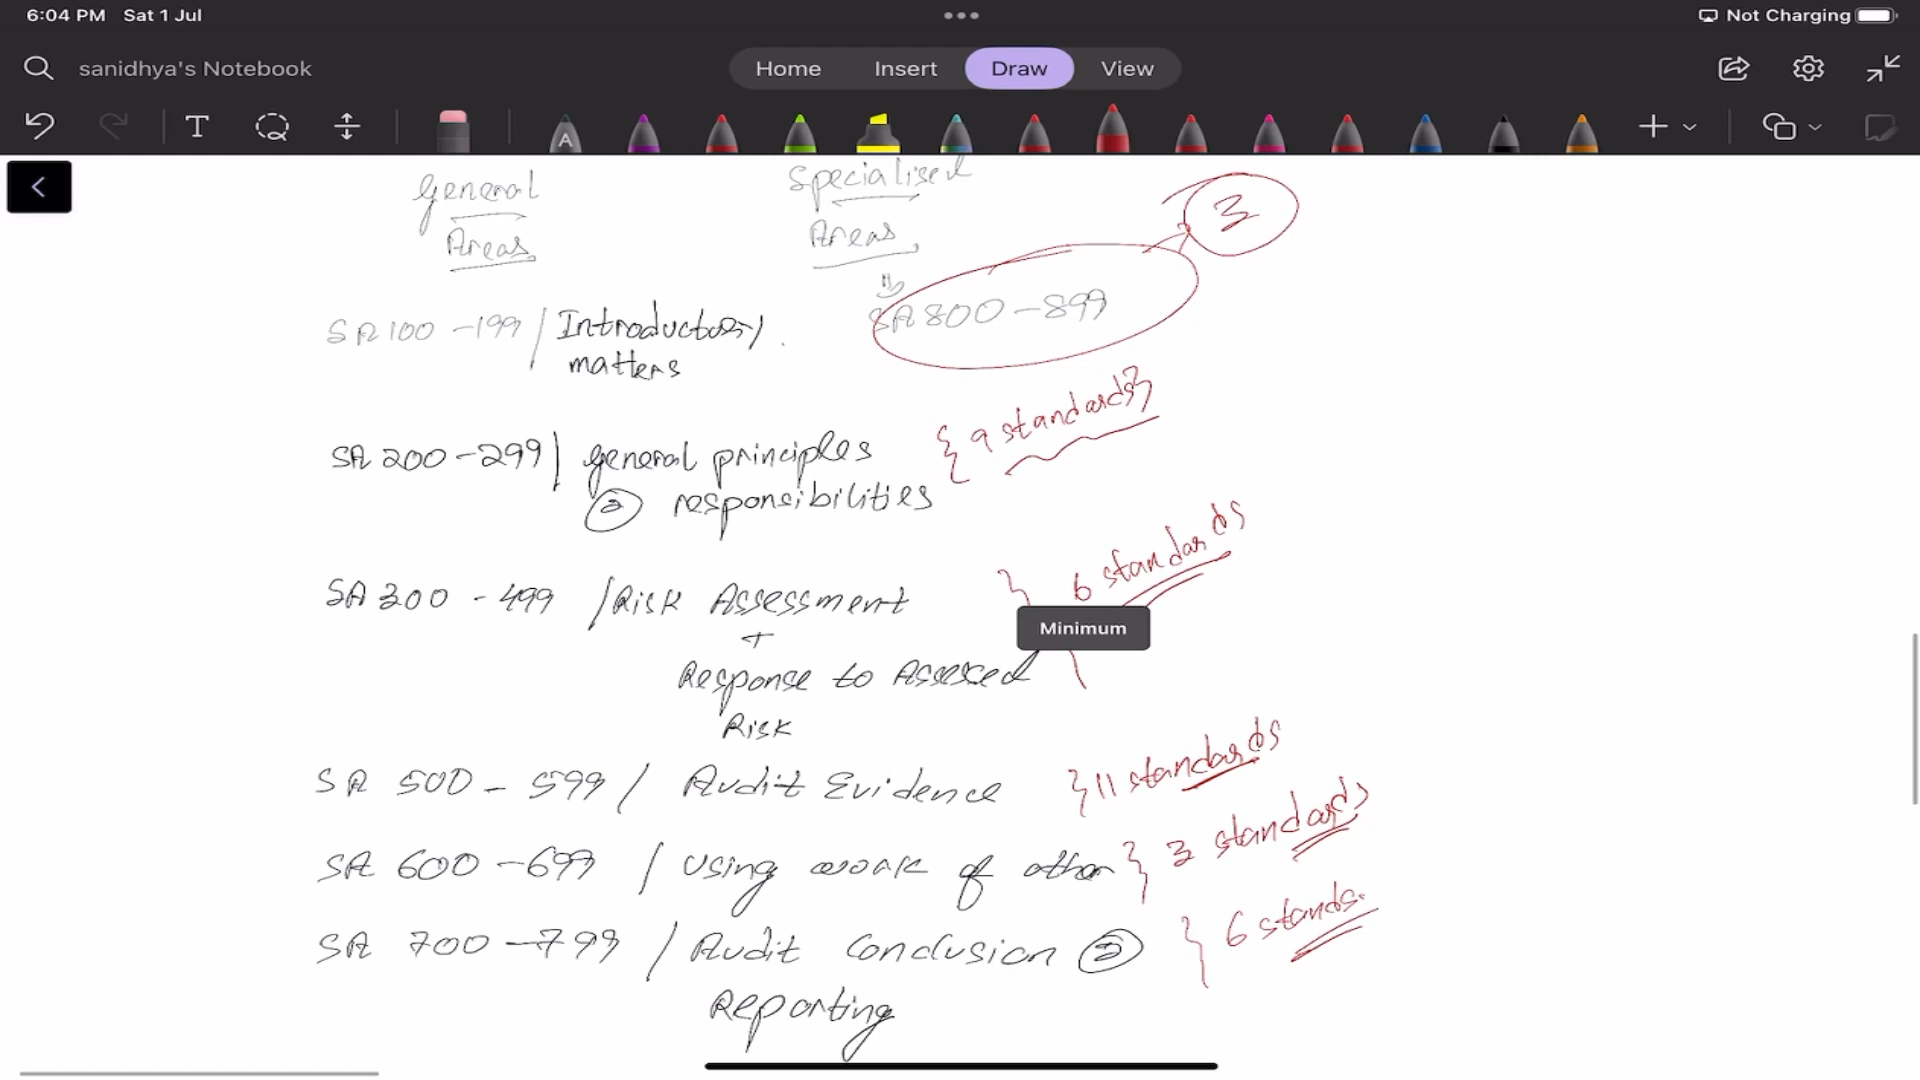 6:04 PM Sat 1 Jul
Not Charging
sanidhya's Notebook
Home Insert Draw View
T
A
General Areas
Specialised Areas
3
SA 800-899
SA 100-199 / Introductory matters
SA 200-299 | general principles & responsibilities { 9 standards }
SA 300-499 / Risk Assessment + Response to Assessed Risk } 6 standards
Minimum
SA 500-599 / Audit Evidence } 11 standards
SA 600-699 / Using work of other } 3 standards
SA 700-799 / Audit Conclusion & Reporting } 6 stands.